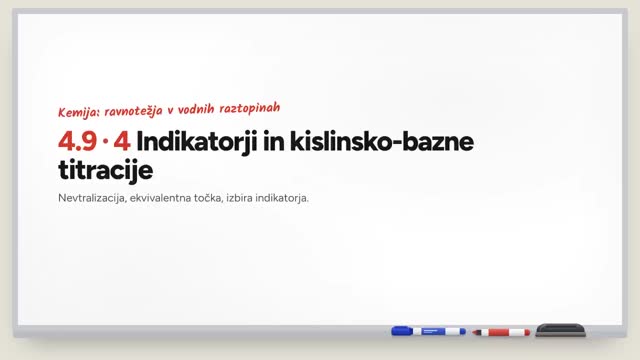 Kemija: ravnotežja v vodnih raztopinah
4.9 · 4 Indikatorji in kislinsko-bazne
titracije
Nevtralizacija, ekvivalentna točka, izbira indikatorja.